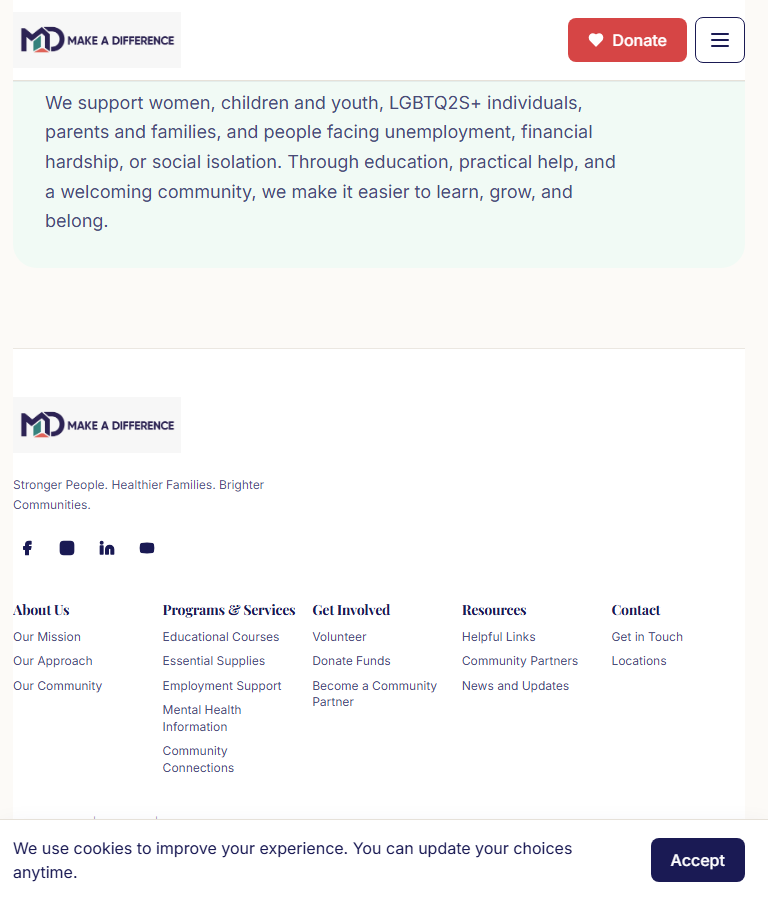 MD MAKE A DIFFERENCE
Donate
We support women, children and youth, LGBTQ2S+ individuals,
parents and families, and people facing unemployment, financial
hardship, or social isolation. Through education, practical help, and
a welcoming community, we make it easier to learn, grow, and
belong.
MD MAKE A DIFFERENCE
Stronger People. Healthier Families. Brighter
Communities.
About Us
Our Mission
Our Approach
Our Community
Programs & Services
Educational Courses
Essential Supplies
Employment Support
Mental Health
Information
Community
Connections
Get Involved
Volunteer
Donate Funds
Become a Community
Partner
Resources
Helpful Links
Community Partners
News and Updates
Contact
Get in Touch
Locations
We use cookies to improve your experience. You can update your choices
anytime.
Accept